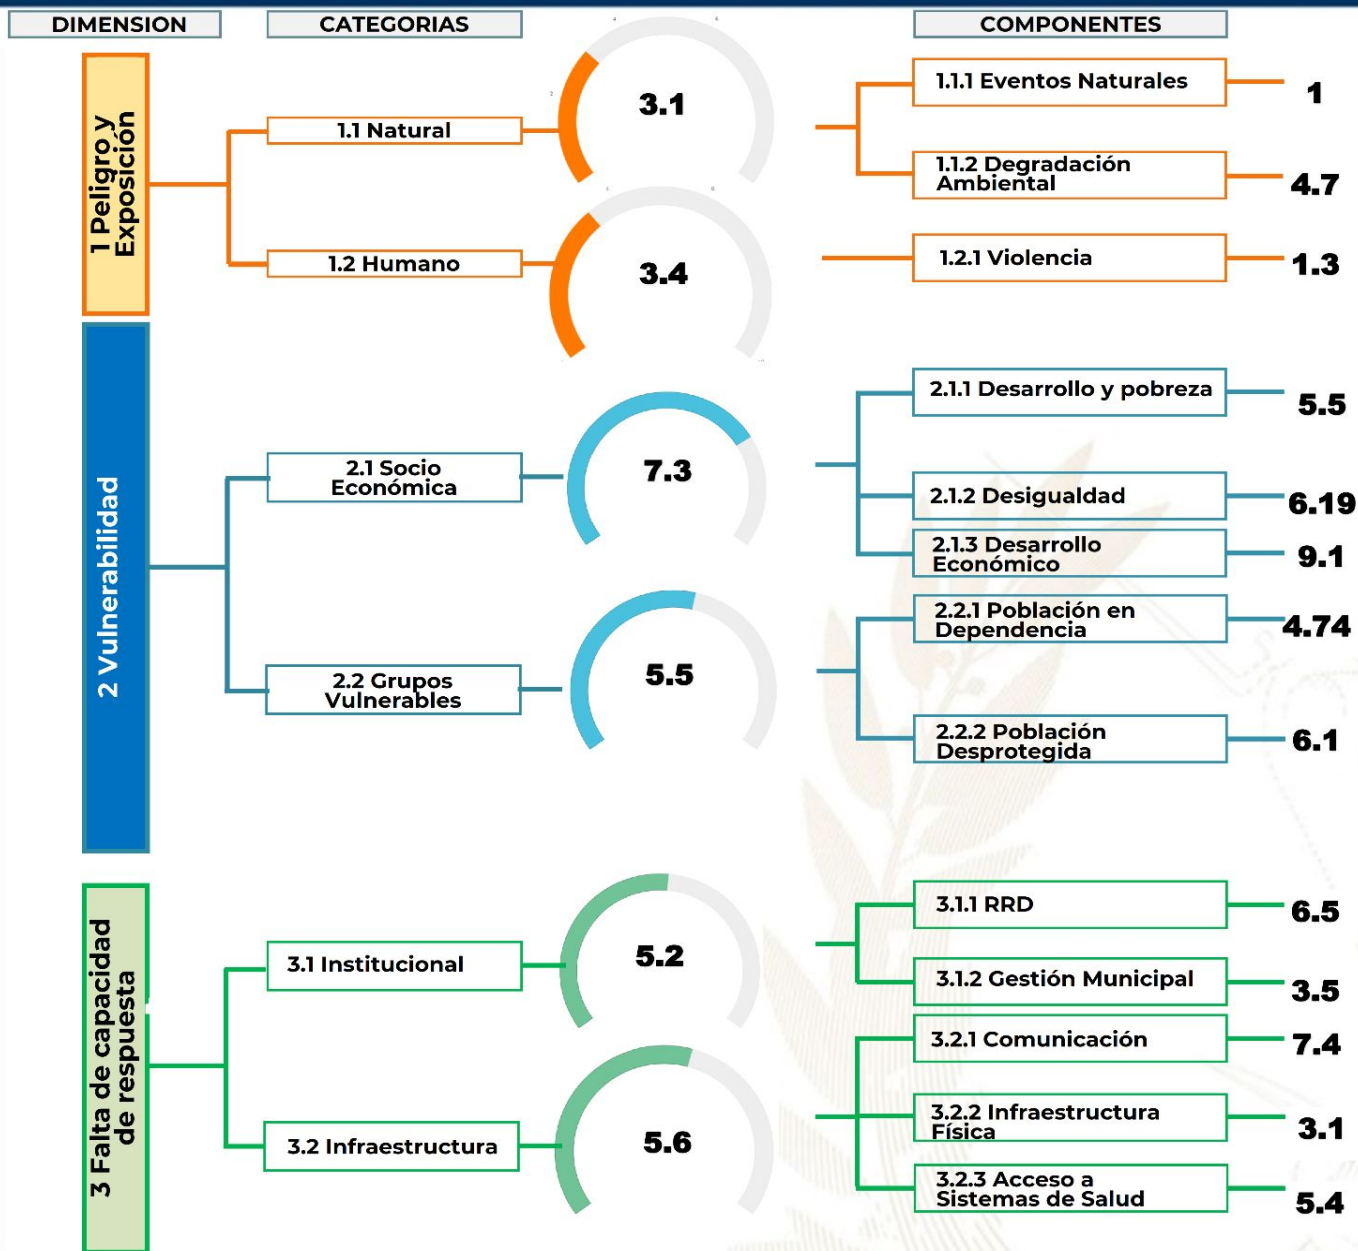 DIMENSION
CATEGORIAS
COMPONENTES
1 Peligro y
Exposición
1.1 Natural
3.1
1.1.1 Eventos Naturales
1
1.1.2 Degradación
Ambiental
4.7
1.2 Humano
3.4
1.2.1 Violencia
1.3
2 Vulnerabilidad
2.1 Socio
Económica
7.3
2.1.1 Desarrollo y pobreza
5.5
2.1.2 Desigualdad
6.19
2.1.3 Desarrollo
Económico
9.1
2.2 Grupos
Vulnerables
5.5
2.2.1 Población en
Dependencia
4.74
2.2.2 Población
Desprotegida
6.1
3 Falta de capacidad
de respuesta
3.1 Institucional
5.2
3.1.1 RRD
6.5
3.1.2 Gestión Municipal
3.5
3.2 Infraestructura
5.6
3.2.1 Comunicación
7.4
3.2.2 Infraestructura
Física
3.1
3.2.3 Acceso a
Sistemas de Salud
5.4